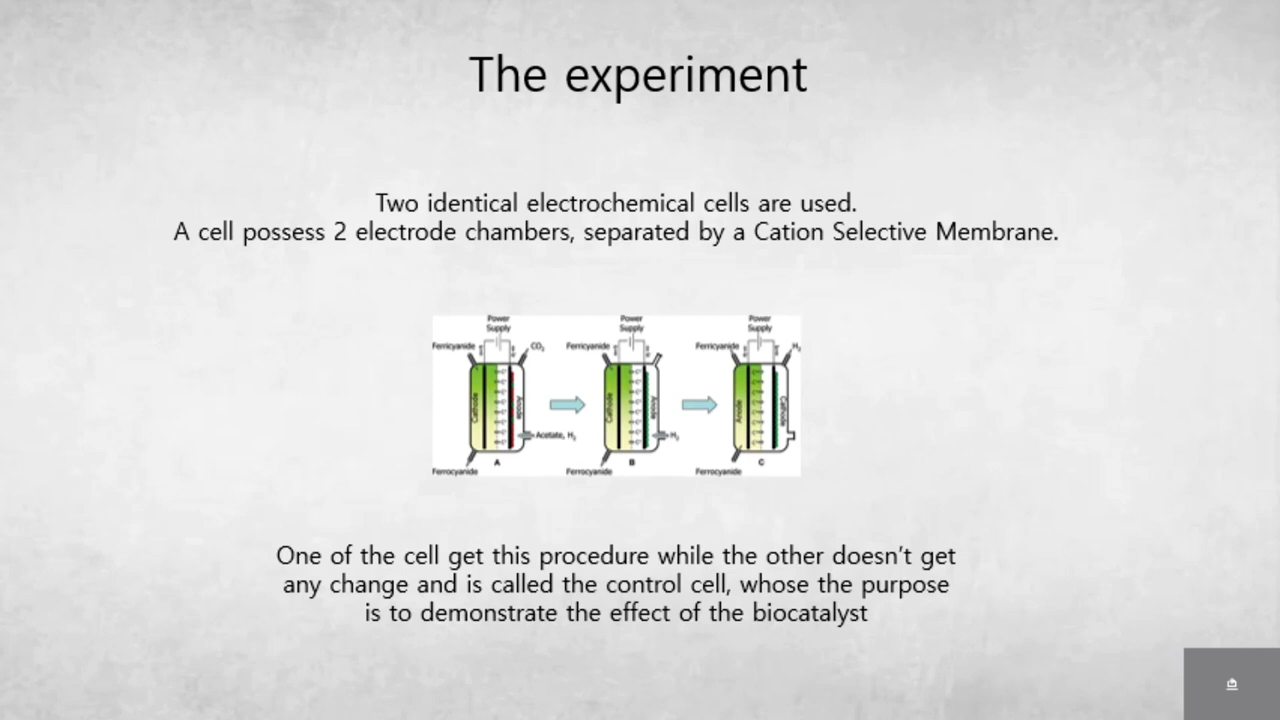 The experiment
Two identical electrochemical cells are used.
A cell possess 2 electrode chambers, separated by a Cation Selective Membrane.
Power
Supply
Power
Supply
Power
Supply
Ferricyanide
CO₂
Ferricyanide
Ferricyanide
H₂
Cathode
Anode
Cathode
Anode
Anode
Cathode
Acetate, H₂
H₂
A
B
C
Ferrocyanide
Ferrocyanide
Ferrocyanide
One of the cell get this procedure while the other doesn't get
any change and is called the control cell, whose the purpose
is to demonstrate the effect of the biocatalyst